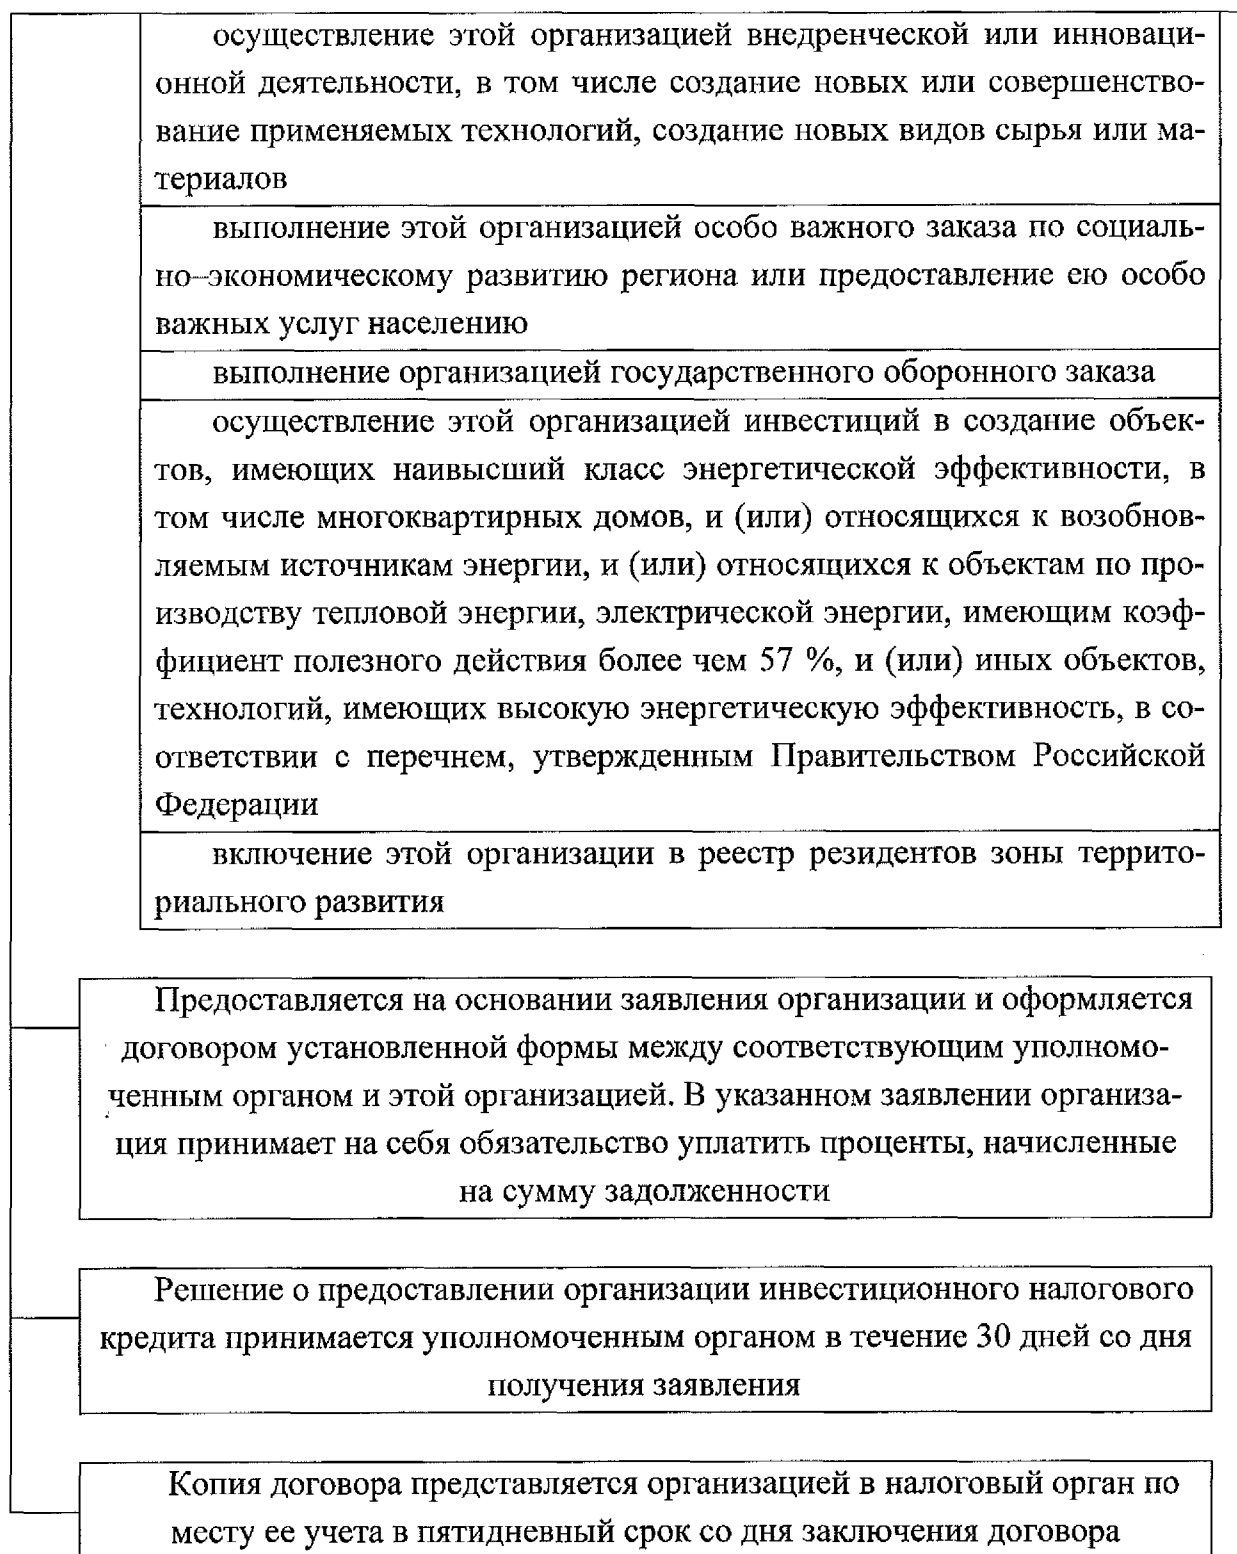 осуществление этой организацией внедренческой или инноваци-
онной деятельности, в том числе создание новых или совершенство-
вание применяемых технологий, создание новых видов сырья или ма-
териалов
выполнение этой организацией особо важного заказа по социаль-
но–экономическому развитию региона или предоставление ею особо
важных услуг населению
выполнение организацией государственного оборонного заказа
осуществление этой организацией инвестиций в создание объек-
тов, имеющих наивысший класс энергетической эффективности, в
том числе многоквартирных домов, и (или) относящихся к возобнов-
ляемым источникам энергии, и (или) относящихся к объектам по про-
изводству тепловой энергии, электрической энергии, имеющим коэф-
фициент полезного действия более чем 57 %, и (или) иных объектов,
технологий, имеющих высокую энергетическую эффективность, в со-
ответствии с перечнем, утвержденным Правительством Российской
Федерации
включение этой организации в реестр резидентов зоны террито-
риального развития
Предоставляется на основании заявления организации и оформляется
договором установленной формы между соответствующим уполномо-
ченным органом и этой организацией. В указанном заявлении организа-
ция принимает на себя обязательство уплатить проценты, начисленные
на сумму задолженности
Решение о предоставлении организации инвестиционного налогового
кредита принимается уполномоченным органом в течение 30 дней со дня
получения заявления
Копия договора представляется организацией в налоговый орган по
месту ее учета в пятидневный срок со дня заключения договора